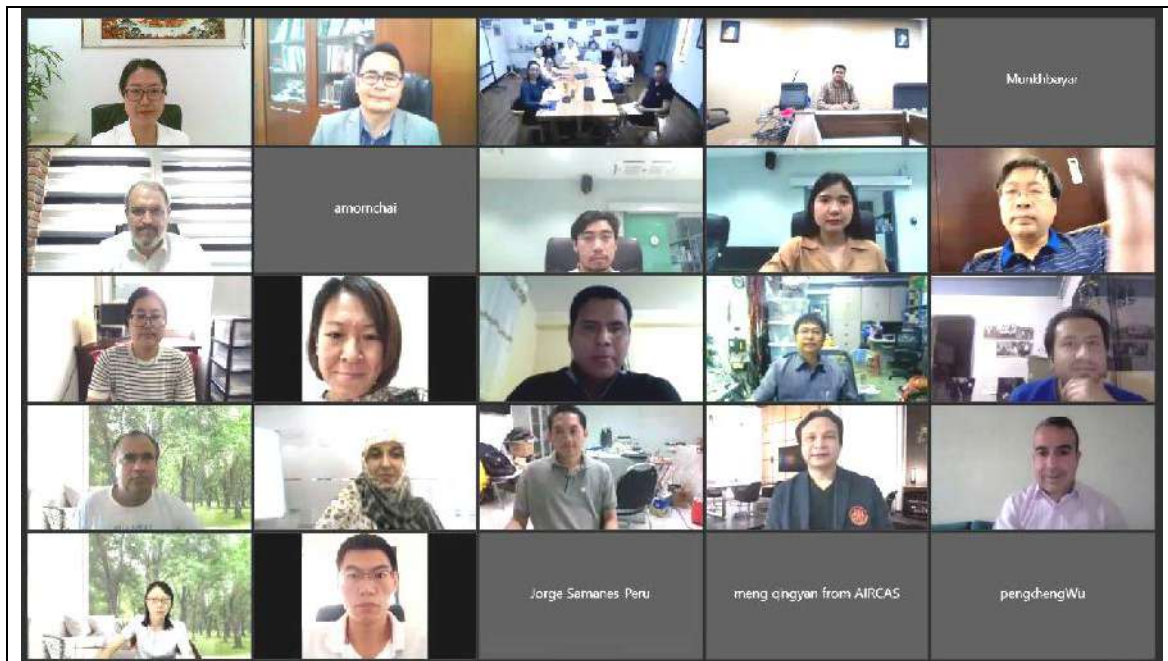 Munkhbayar
amornchai
Jorge Samanes Peru
meng qingyan from AIRCAS
pengchengWu